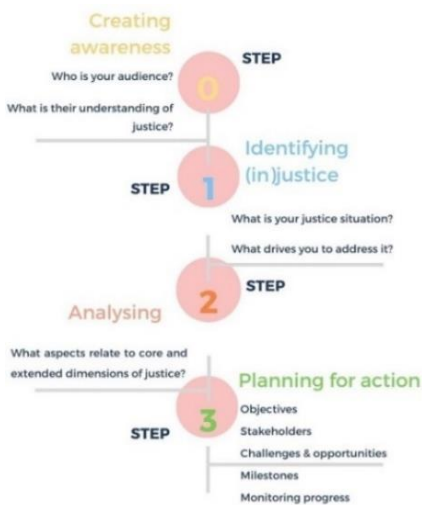 Creating
awareness
STEP
Who is your audience?
0
What is their understanding of
justice?
Identifying
(in)justice
STEP
1
What is your justice situation?
What drives you to address it?
STEP
2
Analysing
What aspects relate to core and
extended dimensions of justice?
Planning for action
3
STEP
Objectives
Stakeholders
Challenges & opportunities
Milestones
Monitoring progress